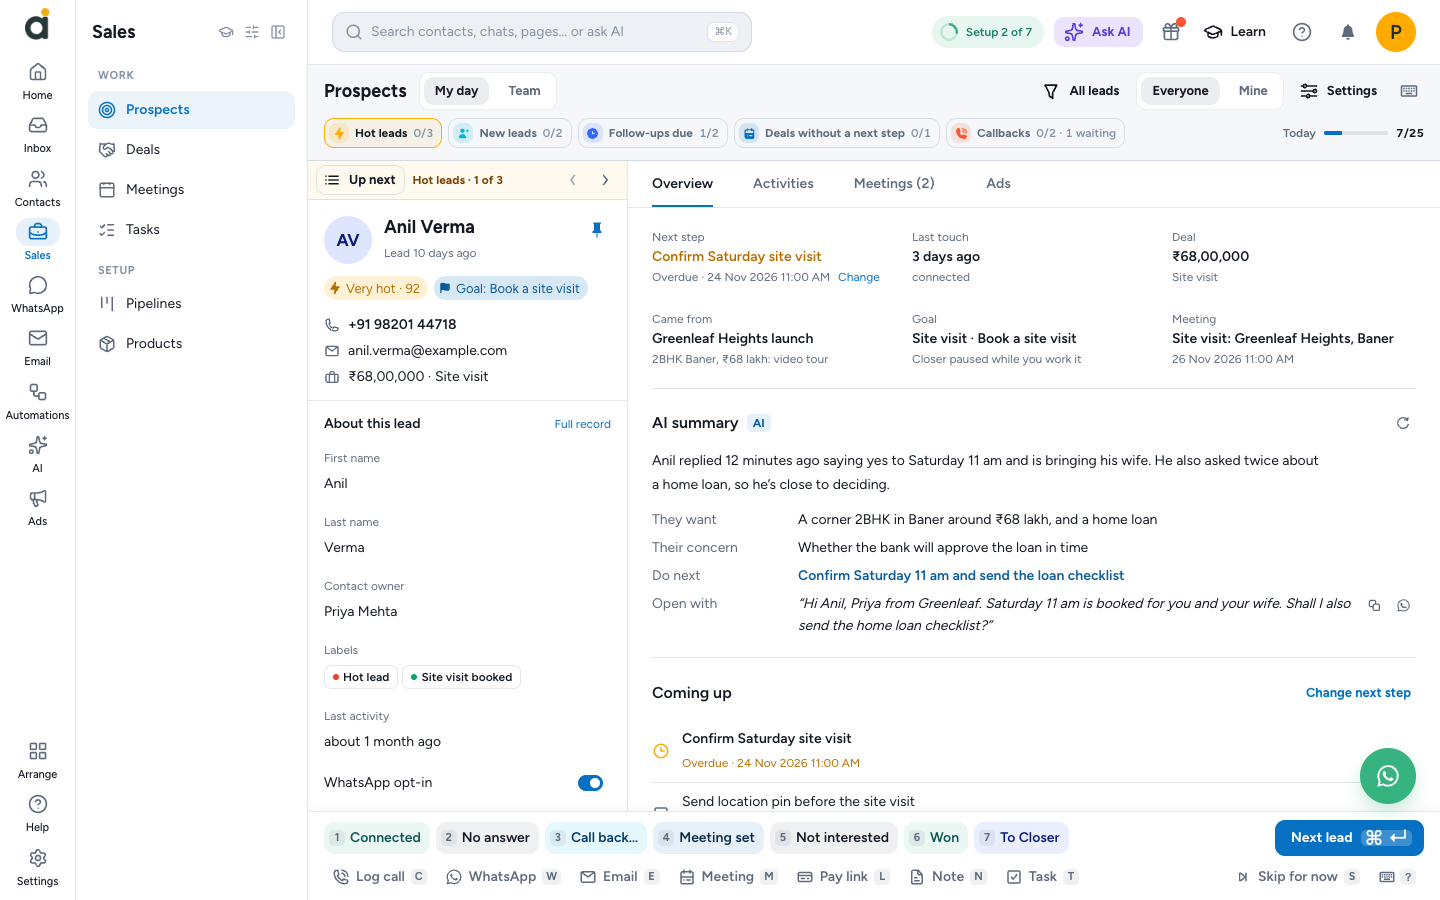 Search contacts, chats, pages... or ask AI
⌘K
Setup 2 of 7
Ask AI
Learn
P
Home
Inbox
Contacts
Sales
WhatsApp
Email
Automations
AI
Ads
Arrange
Help
Settings
Sales
WORK
Prospects
Deals
Meetings
Tasks
SETUP
Pipelines
Products
Prospects
My day
Team
All leads
Everyone
Mine
Settings
Hot leads 0/3
New leads 0/2
Follow-ups due 1/2
Deals without a next step 0/1
Callbacks 0/2 · 1 waiting
Today
7/25
Up next
Hot leads · 1 of 3
AV
Anil Verma
Lead 10 days ago
Very hot · 92
Goal: Book a site visit
+91 98201 44718
anil.verma@example.com
₹68,00,000 · Site visit
About this lead
Full record
First name
Anil
Last name
Verma
Contact owner
Priya Mehta
Labels
Hot lead
Site visit booked
Last activity
about 1 month ago
WhatsApp opt-in
Overview
Activities
Meetings (2)
Ads
Next step
Confirm Saturday site visit
Overdue · 24 Nov 2026 11:00 AM Change
Last touch
3 days ago
connected
Deal
₹68,00,000
Site visit
Came from
Greenleaf Heights launch
2BHK Baner, ₹68 lakh: video tour
Goal
Site visit · Book a site visit
Closer paused while you work it
Meeting
Site visit: Greenleaf Heights, Baner
26 Nov 2026 11:00 AM
AI summary
AI
Anil replied 12 minutes ago saying yes to Saturday 11 am and is bringing his wife. He also asked twice about
a home loan, so he's close to deciding.
They want
A corner 2BHK in Baner around ₹68 lakh, and a home loan
Their concern
Whether the bank will approve the loan in time
Do next
Confirm Saturday 11 am and send the loan checklist
Open with
“Hi Anil, Priya from Greenleaf. Saturday 11 am is booked for you and your wife. Shall I also
send the home loan checklist?”
Coming up
Change next step
Confirm Saturday site visit
Overdue · 24 Nov 2026 11:00 AM
Send location pin before the site visit
1 Connected
2 No answer
3 Call back...
4 Meeting set
5 Not interested
6 Won
7 To Closer
Next lead ⌘ ↵
Log call C
WhatsApp W
Email E
Meeting M
Pay link L
Note N
Task T
Skip for now S
?